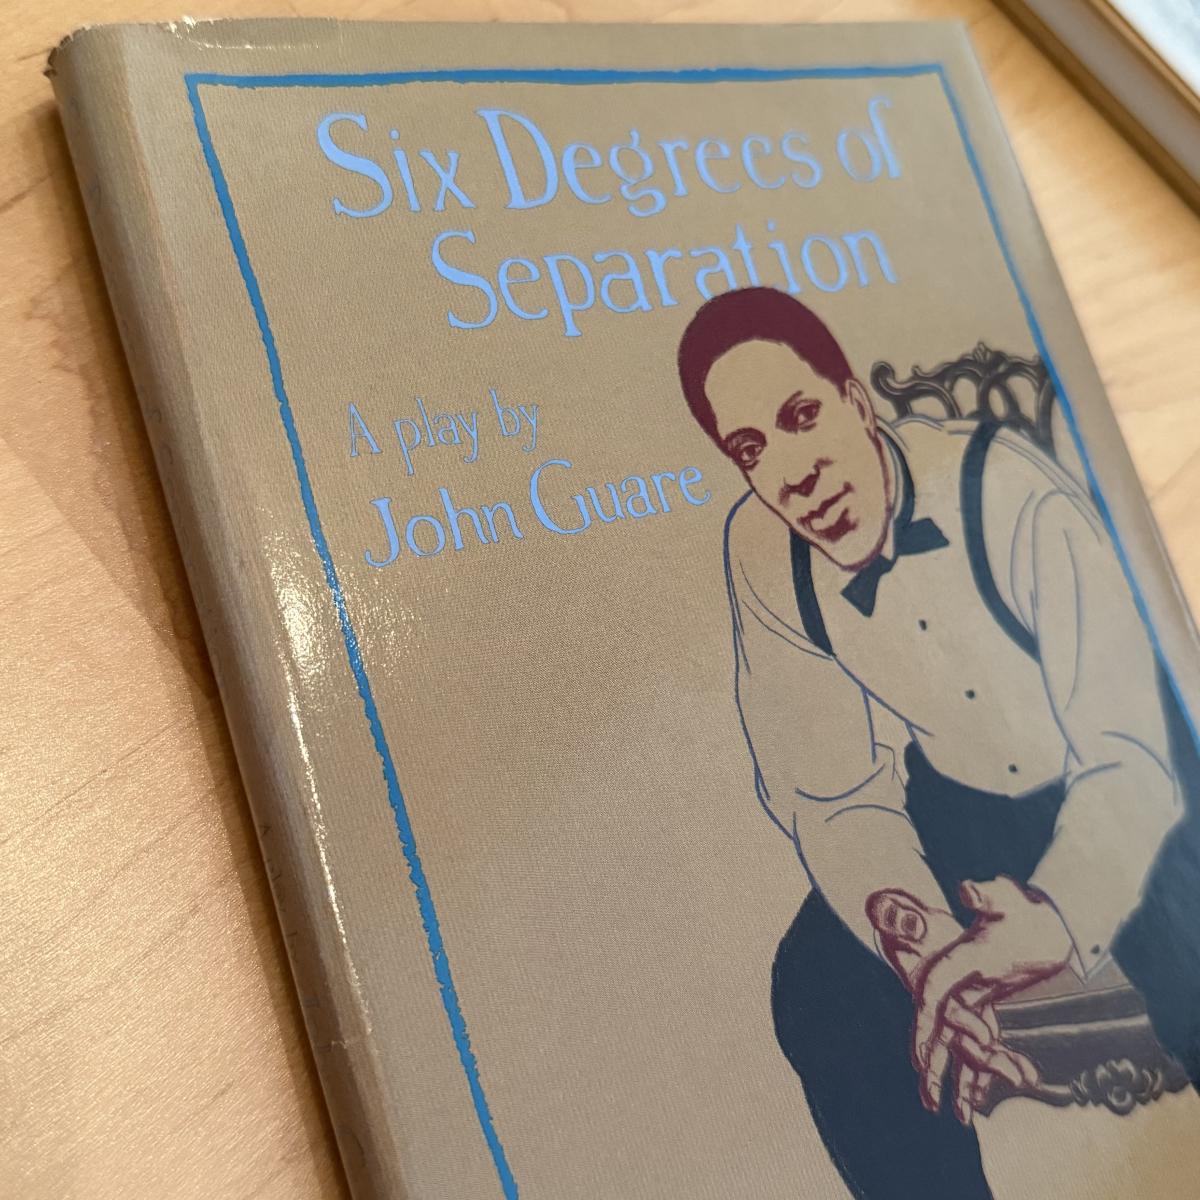 Six Degrees of
Separation
A play by
John Guare